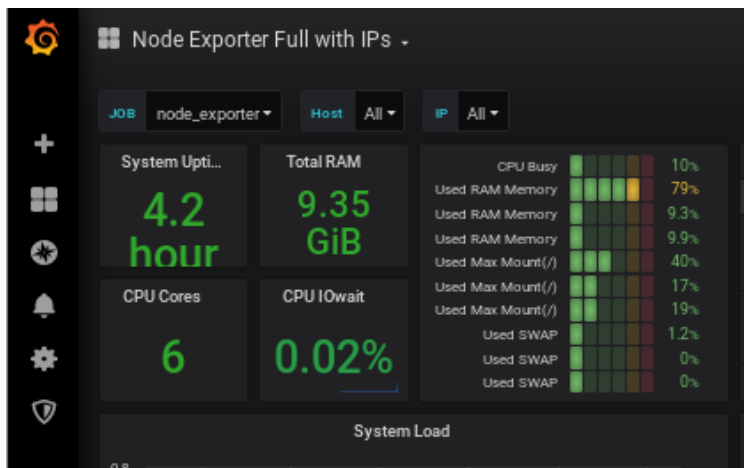 Node Exporter Full with IPs
JOB node_exporter Host All IP All
System Upti...
4.2
hour
Total RAM
9.35
GiB
CPU Cores
6
CPU IOwait
0.02%
CPU Busy 10%
Used RAM Memory 79%
Used RAM Memory 9.3%
Used RAM Memory 9.9%
Used Max Mount(/) 40%
Used Max Mount(/) 17%
Used Max Mount(/) 19%
Used SWAP 1.2%
Used SWAP 0%
Used SWAP 0%
System Load
0.8